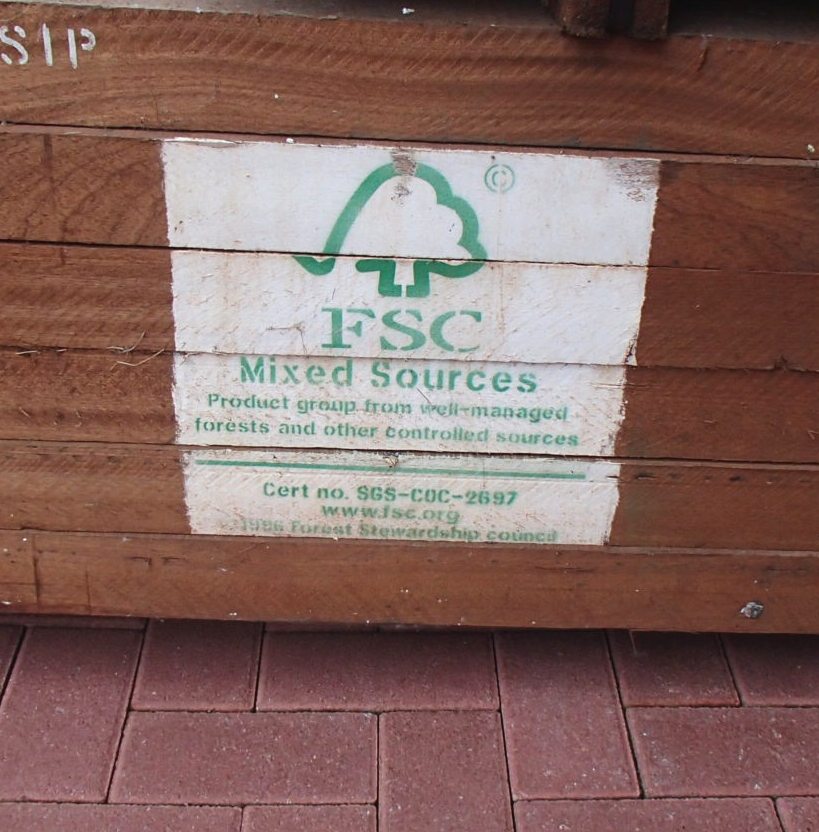 SIP
©
FSC
Mixed Sources
Product group from well-managed
forests and other controlled sources
Cert no. SGS-COC-2697
www.fsc.org
©1996 Forest Stewardship council